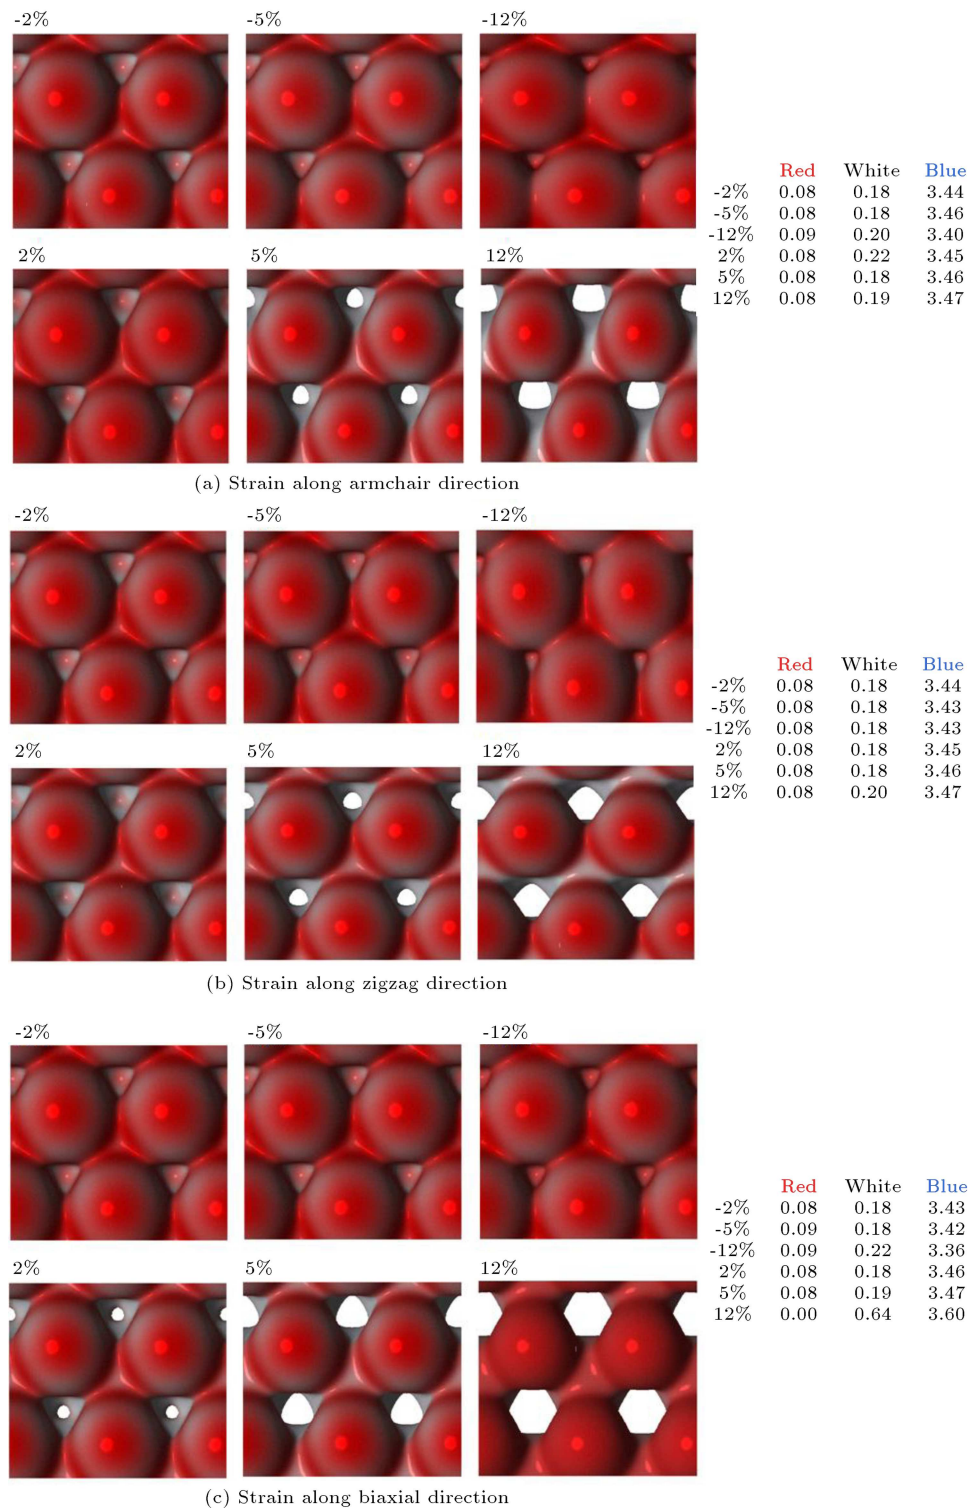 -2% -5% -12%
Red White Blue
-2% 0.08 0.18 3.44
-5% 0.08 0.18 3.46
-12% 0.09 0.20 3.40
2% 0.08 0.22 3.45
5% 0.08 0.18 3.46
12% 0.08 0.19 3.47
2% 5% 12%
(a) Strain along armchair direction
-2% -5% -12%
Red White Blue
-2% 0.08 0.18 3.44
-5% 0.08 0.18 3.43
-12% 0.08 0.18 3.43
2% 0.08 0.18 3.45
5% 0.08 0.18 3.46
12% 0.08 0.20 3.47
2% 5% 12%
(b) Strain along zigzag direction
-2% -5% -12%
Red White Blue
-2% 0.08 0.18 3.43
-5% 0.09 0.18 3.42
-12% 0.09 0.22 3.36
2% 0.08 0.18 3.46
5% 0.08 0.19 3.47
12% 0.00 0.64 3.60
2% 5% 12%
(c) Strain along biaxial direction